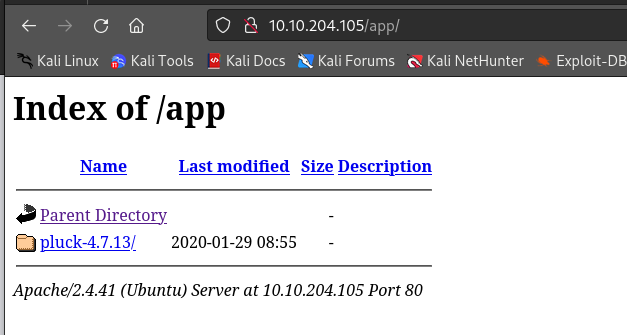 10.10.204.105/app/
Kali Linux Kali Tools Kali Docs Kali Forums Kali NetHunter Exploit-DB
Index of /app
Name Last modified Size Description
Parent Directory -
pluck-4.7.13/ 2020-01-29 08:55 -
Apache/2.4.41 (Ubuntu) Server at 10.10.204.105 Port 80